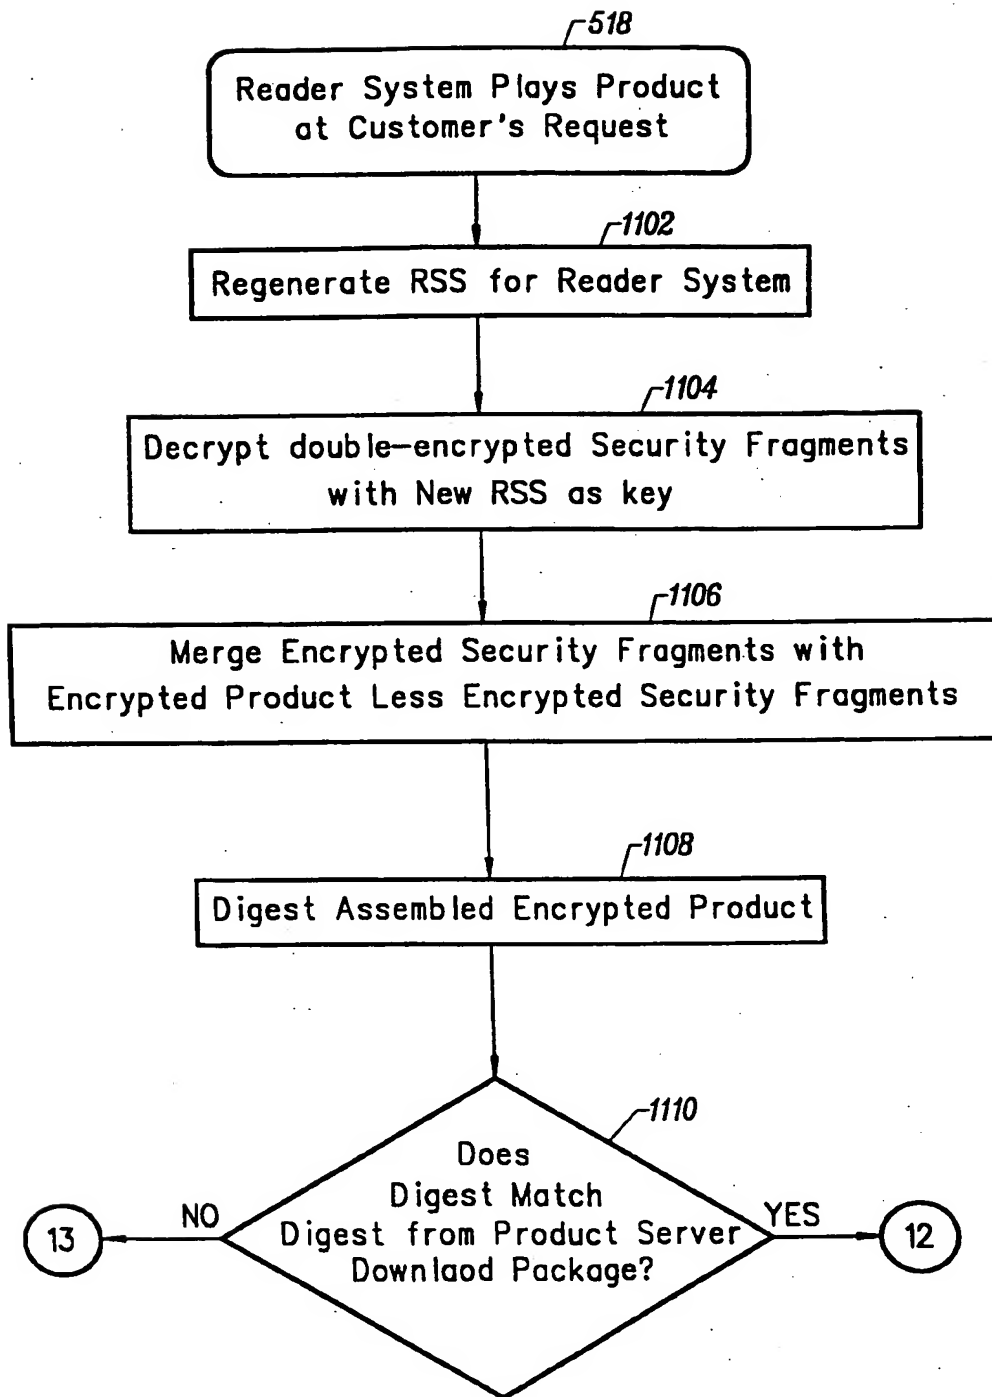 518
Reader System Plays Product
at Customer's Request
1102
Regenerate RSS for Reader System
1104
Decrypt double-encrypted Security Fragments
with New RSS as key
1106
Merge Encrypted Security Fragments with
Encrypted Product Less Encrypted Security Fragments
1108
Digest Assembled Encrypted Product
1110
Does
Digest Match
Digest from Product Server
Downlaod Package?
NO
13
YES
12